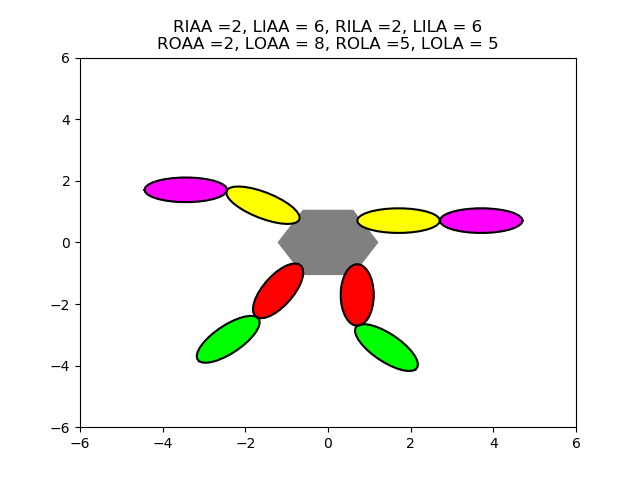 RIAA =2, LIAA = 6, RILA =2, LILA = 6
ROAA =2, LOAA = 8, ROLA =5, LOLA = 5
6
4
2
0
−2
−4
−6
−6 −4 −2 0 2 4 6